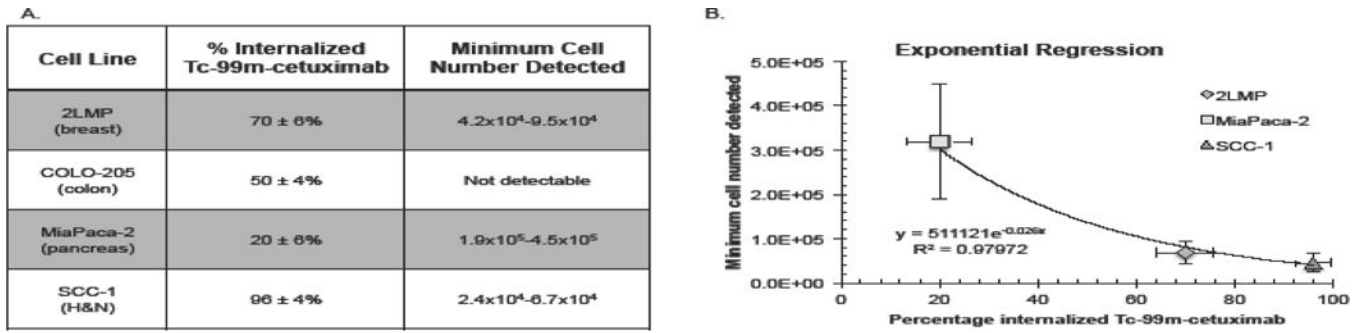 A.
Cell Line
% Internalized
Tc-99m-cetuximab
Minimum Cell
Number Detected
2LMP
(breast)
70 ± 6%
4.2x10⁴-9.5x10⁴
COLO-205
(colon)
50 ± 4%
Not detectable
MiaPaca-2
(pancreas)
20 ± 6%
1.9x10⁵-4.5x10⁵
SCC-1
(H&N)
96 ± 4%
2.4x10⁴-6.7x10⁴
B.
Exponential Regression
Minimum cell number detected
5.0E+05
4.0E+05
3.0E+05
2.0E+05
1.0E+05
0.0E+00
2LMP
MiaPaca-2
SCC-1
y = 511121e⁻⁰·⁰²⁶ˣ
R² = 0.97972
0 20 40 60 80 100
Percentage internalized Tc-99m-cetuximab